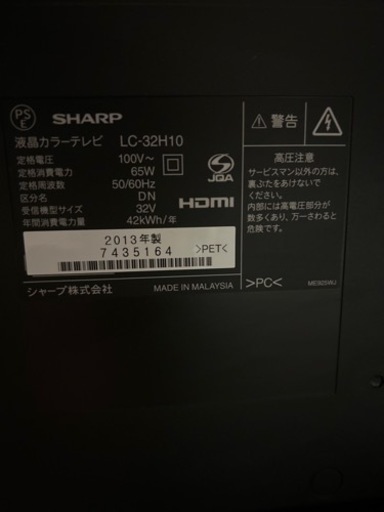 PS
E
SHARP
液晶カラーテレビ LC-32H10
定格電圧 100V~
定格消費電力 65W
定格周波数 50/60Hz
区分名 DN
受信機型サイズ 32V
年間消費電力量 42kWh/年
JQA
HDMI
2013年製
7435164
>PET<
シャープ株式会社
MADE IN MALAYSIA
警告
高圧注意
サービスマン以外の方は、
裏ぶたをあけないで
ください。
内部には高電圧部分が
数多くあり、万一さわると
危険です。
>PC<